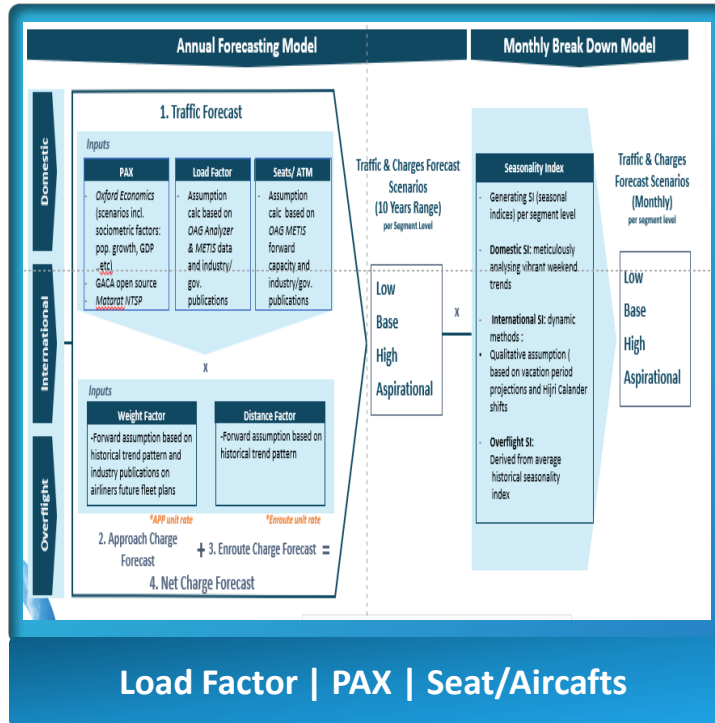 Annual Forecasting Model
Monthly Break Down Model
Domestic
International
Overflight
1. Traffic Forecast
Inputs
PAX
- Oxford Economics
(scenarios incl.
sociometric factors:
pop. growth, GDP
..etc)
- GACA open source
- Matarat NTSP
Load Factor
- Assumption
calc based on
OAG Analyzer
& METIS data
and industry/
gov.
publications
Seats/ ATM
- Assumption
calc based on
OAG METIS
forward
capacity and
industry/gov.
publications
x
Inputs
Weight Factor
-Forward assumption based on
historical trend pattern and
industry publications on
airliners future fleet plans
Distance Factor
-Forward assumption based on
historical trend pattern
*APP unit rate
*Enroute unit rate
2. Approach Charge
Forecast
+ 3. Enroute Charge Forecast =
4. Net Charge Forecast
Traffic & Charges Forecast
Scenarios
(10 Years Range)
per Segment Level
Low
Base
High
Aspirational
x
Seasonality Index
- Generating SI (seasonal
indices) per segment level
- Domestic SI: meticulously
analysing vibrant weekend
trends
- International SI: dynamic
methods :
• Qualitative assumption (
based on vacation period
projections and Hijri Calander
shifts
- Overflight SI:
Derived from average
historical seasonality
index
Traffic & Charges
Forecast Scenarios
(Monthly)
per segment level
Low
Base
High
Aspirational
Load Factor | PAX | Seat/Aircafts